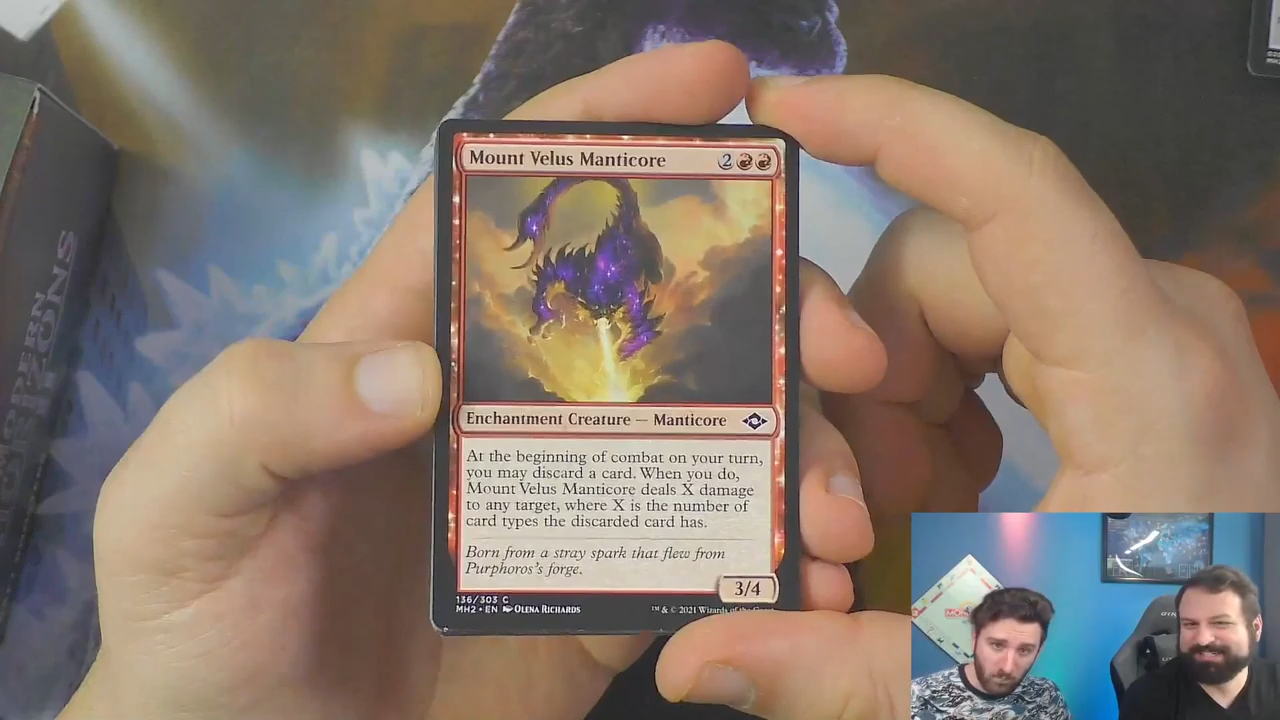 Mount Velus Manticore 2
Enchantment Creature — Manticore
At the beginning of combat on your turn,
you may discard a card. When you do,
Mount Velus Manticore deals X damage
to any target, where X is the number of
card types the discarded card has.
Born from a stray spark that flew from
Purphoros's forge.
3/4
136/303 C
MH2 • EN OLENA RICHARDS
™ & © 2021 Wizards of the Coast
MODERN
HORIZONS